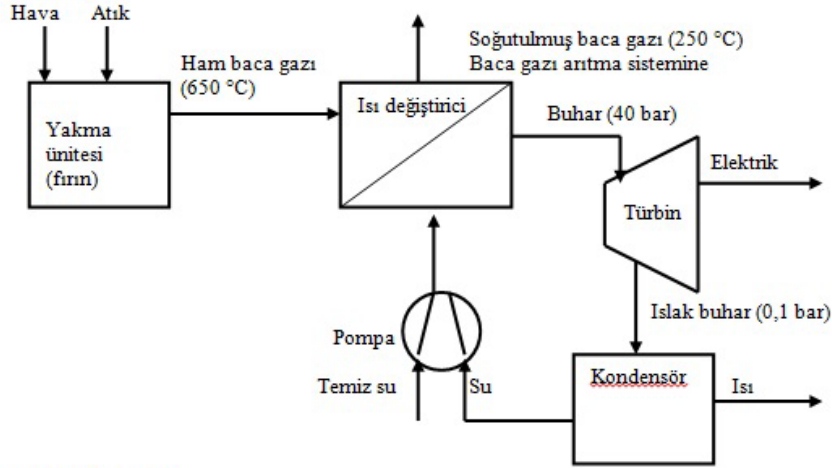 Hava
Atık
Ham baca gazı
(650 °C)
Soğutulmuş baca gazı (250 °C)
Baca gazı arıtma sistemine
Yakma
ünitesi
(fırın)
Isı değiştirici
Buhar (40 bar)
Elektrik
Türbin
Islak buhar (0,1 bar)
Pompa
Temiz su
Su
Kondensör
Isı